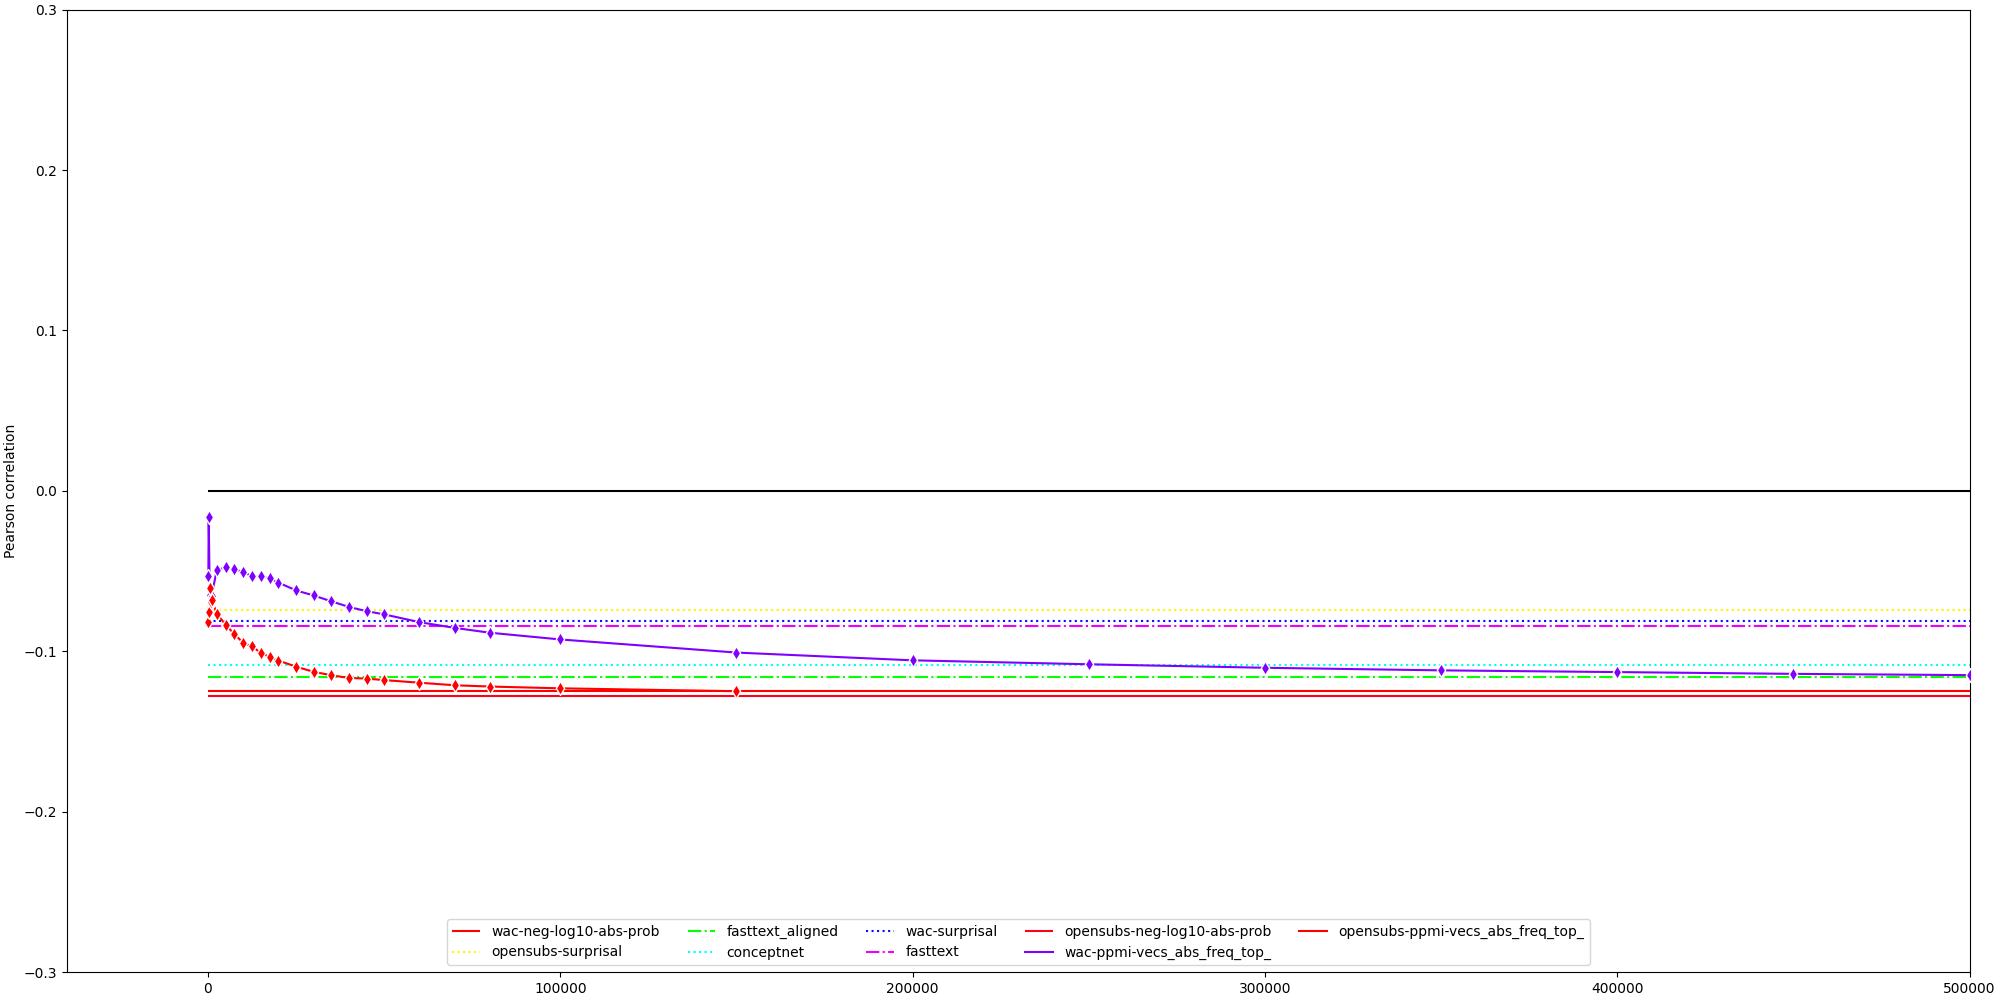 0.3
0.2
0.1
0.0
−0.1
−0.2
−0.3
Pearson correlation
wac-neg-log10-abs-prob
opensubs-surprisal
fasttext_aligned
conceptnet
wac-surprisal
fasttext
opensubs-neg-log10-abs-prob
wac-ppmi-vecs_abs_freq_top_
opensubs-ppmi-vecs_abs_freq_top_
0 100000 200000 300000 400000 500000